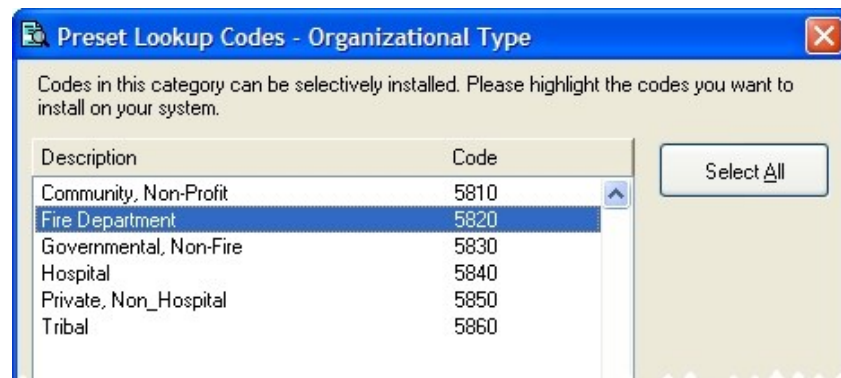 Preset Lookup Codes - Organizational Type
Codes in this category can be selectively installed. Please highlight the codes you want to
install on your system.
Description Code
Select All
Community, Non-Profit 5810
Fire Department 5820
Governmental, Non-Fire 5830
Hospital 5840
Private, Non_Hospital 5850
Tribal 5860